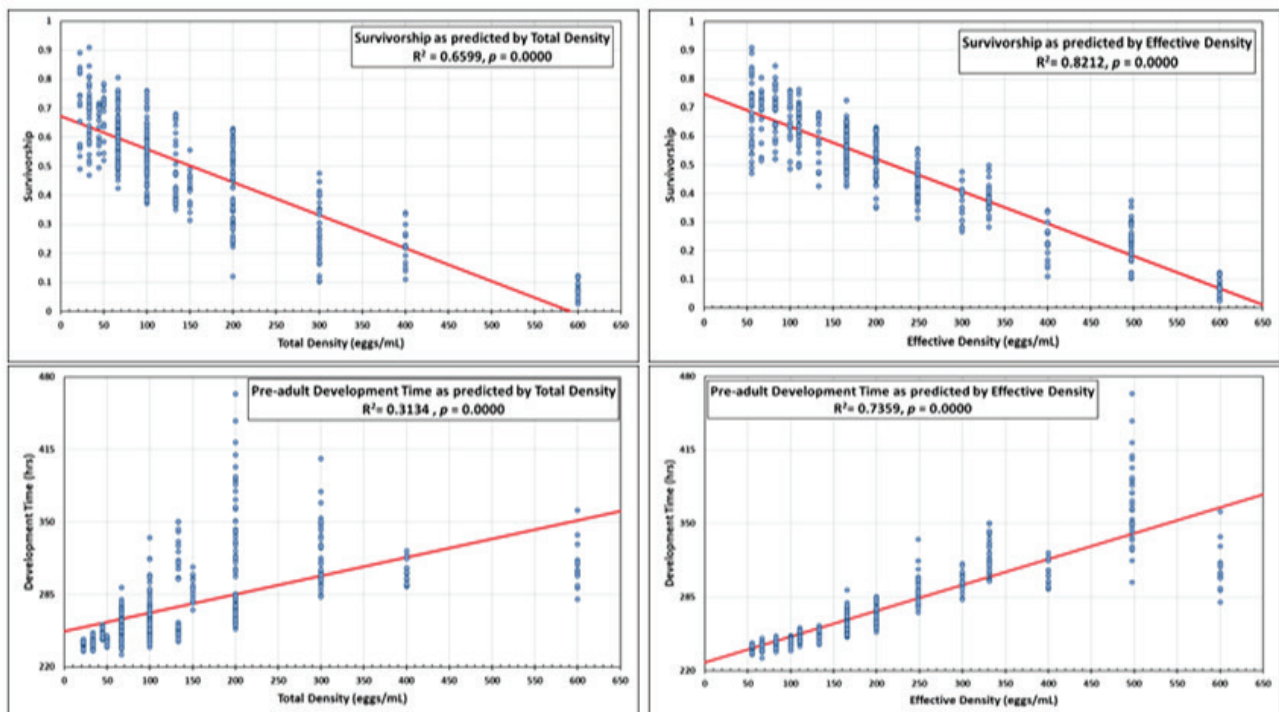 Survivorship as predicted by Total Density
R² = 0.6599, p = 0.0000
Survivorship
1
0.9
0.8
0.7
0.6
0.5
0.4
0.3
0.2
0.1
0
0 50 100 150 200 250 300 350 400 450 500 550 600 650
Total Density (eggs/mL)
Survivorship as predicted by Effective Density
R²= 0.8212, p = 0.0000
Survivorship
1
0.9
0.8
0.7
0.6
0.5
0.4
0.3
0.2
0.1
0
0 50 100 150 200 250 300 350 400 450 500 550 600 650
Effective Density (eggs/mL)
Pre-adult Development Time as predicted by Total Density
R²= 0.3134 , p = 0.0000
Development Time (hrs)
480
415
350
285
220
0 50 100 150 200 250 300 350 400 450 500 550 600 650
Total Density (eggs/mL)
Pre-adult Development Time as predicted by Effective Density
R²= 0.7359, p = 0.0000
Development Time (hrs)
480
415
350
285
220
0 50 100 150 200 250 300 350 400 450 500 550 600 650
Effective Density (eggs/mL)